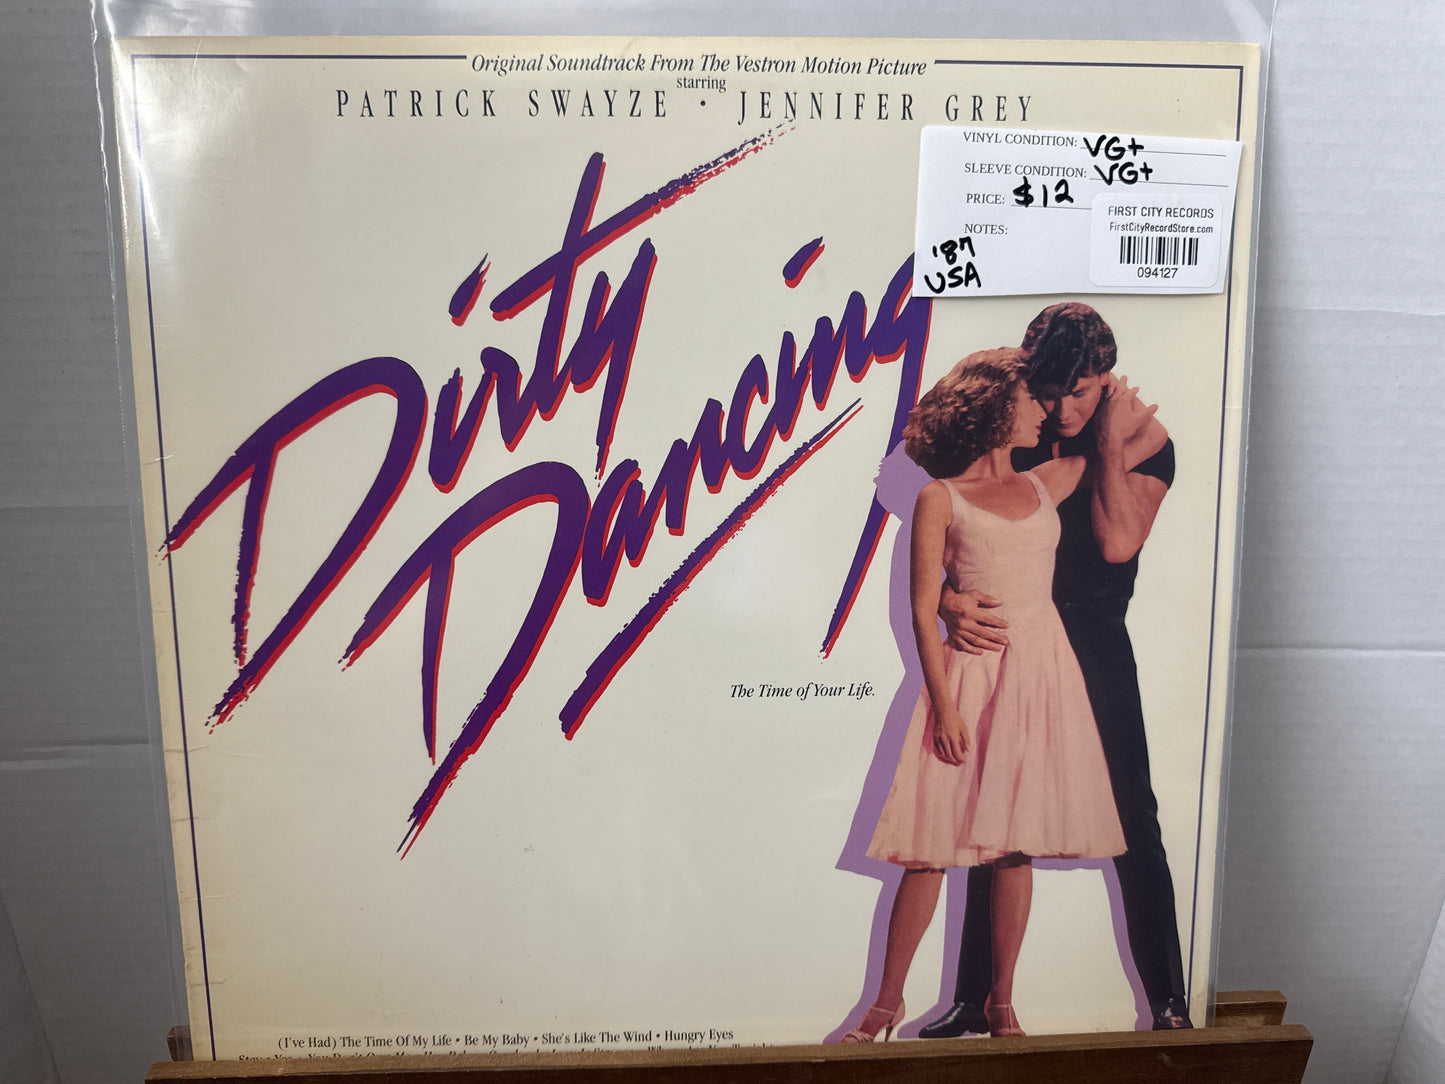 Original Soundtrack From The Vestron Motion Picture
starring
PATRICK SWAYZE · JENNIFER GREY
VINYL CONDITION: VG+
SLEEVE CONDITION: VG+
PRICE: $12
NOTES:
'87
USA
FIRST CITY RECORDS
FirstCityRecordStore.com
094127
Dirty
Dancing
The Time of Your Life.
(I've Had) The Time Of My Life • Be My Baby • She's Like The Wind • Hungry Eyes